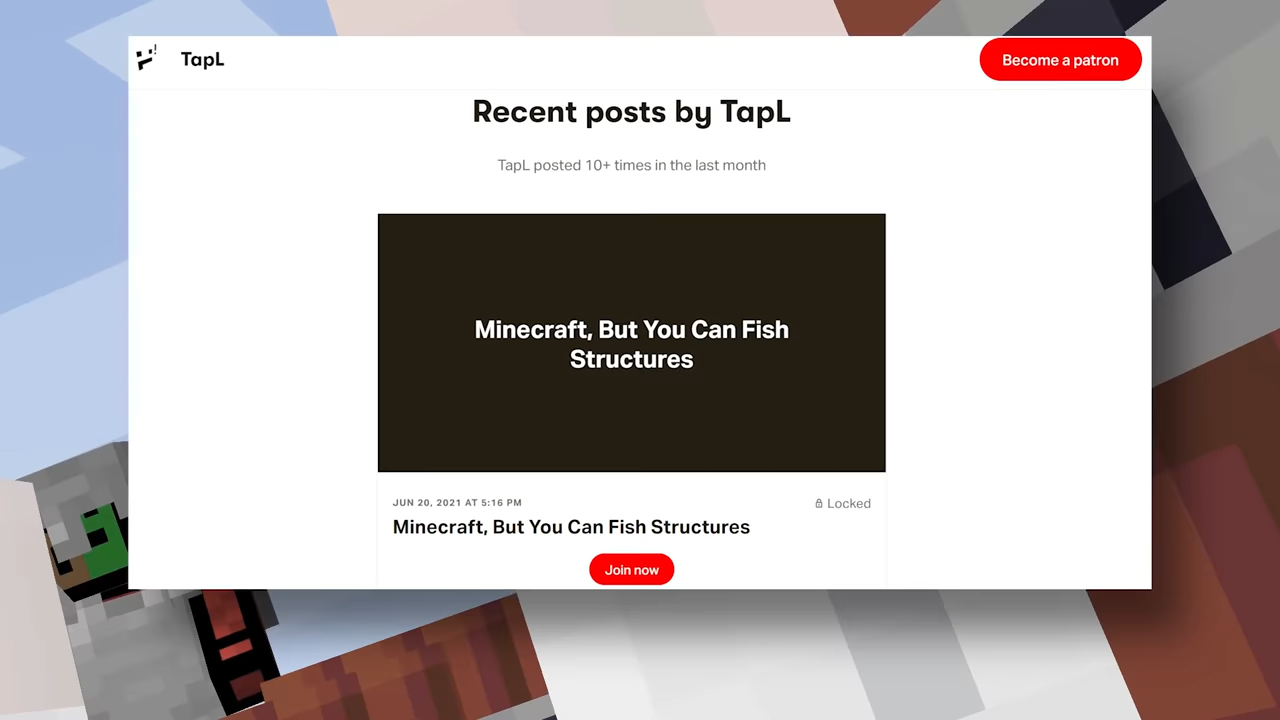 TapL
Become a patron
Recent posts by TapL
TapL posted 10+ times in the last month
Minecraft, But You Can Fish
Structures
JUN 20, 2021 AT 5:16 PM
Locked
Minecraft, But You Can Fish Structures
Join now